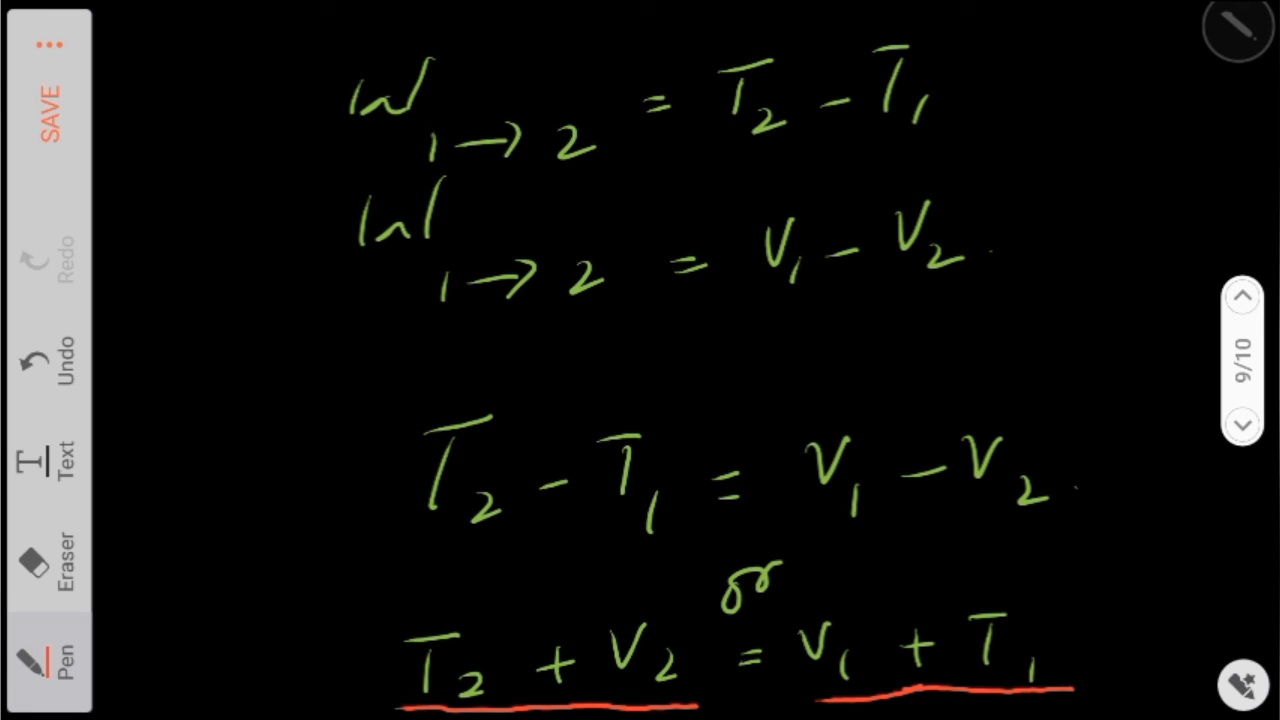 W₁→₂ = T₂ - T₁
W₁→₂ = V₁ - V₂
T₂ - T₁ = V₁ - V₂
or
T₂ + V₂ = V₁ + T₁
SAVE
Redo
Undo
T Text
Eraser
Pen
9/10